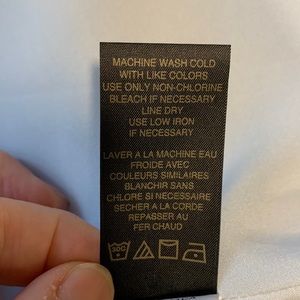 MACHINE WASH COLD
WITH LIKE COLORS
USE ONLY NON-CHLORINE
BLEACH IF NECESSARY
LINE DRY
USE LOW IRON
IF NECESSARY
LAVER A LA MACHINE EAU
FROIDE AVEC
COULEURS SIMILAIRES
BLANCHIR SANS
CHLORE SI NECESSAIRE
SECHER A LA CORDE
REPASSER AU
FER CHAUD
30C